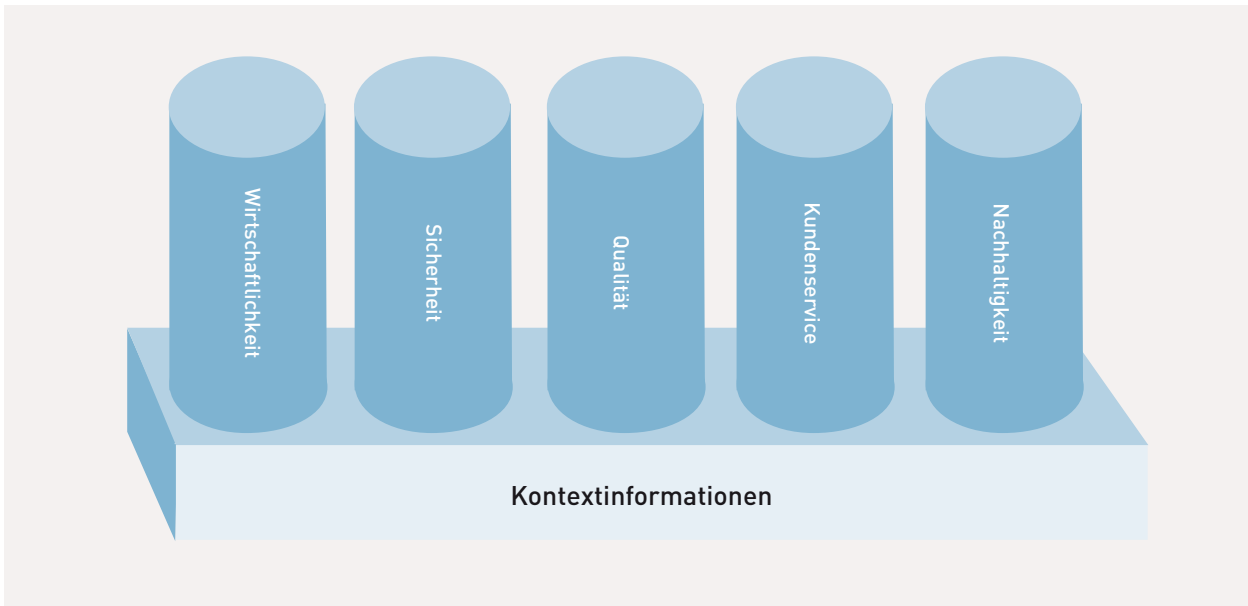 Wirtschaftlichkeit
Sicherheit
Qualität
Kundenservice
Nachhaltigkeit
Kontextinformationen